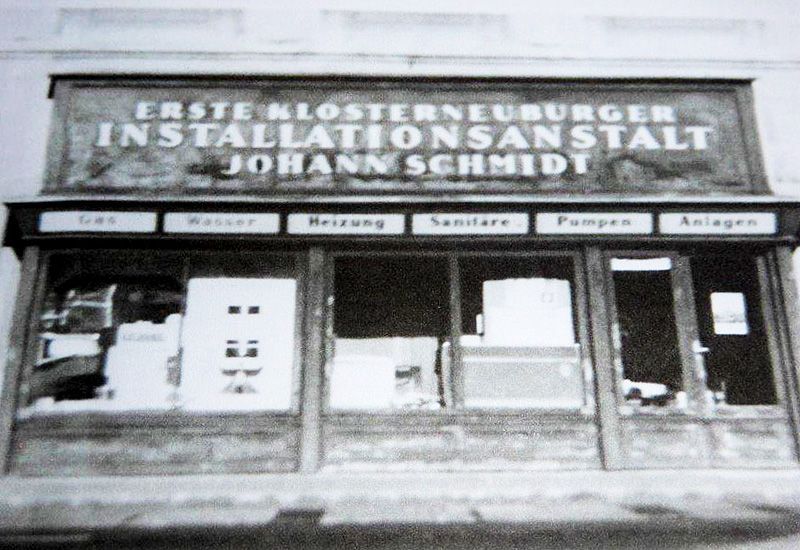 ERSTE KLOSTERNEUBURGER
INSTALLATIONSANSTALT
JOHANN SCHMIDT
Gas Wasser Heizung Sanitäre Pumpen Anlagen